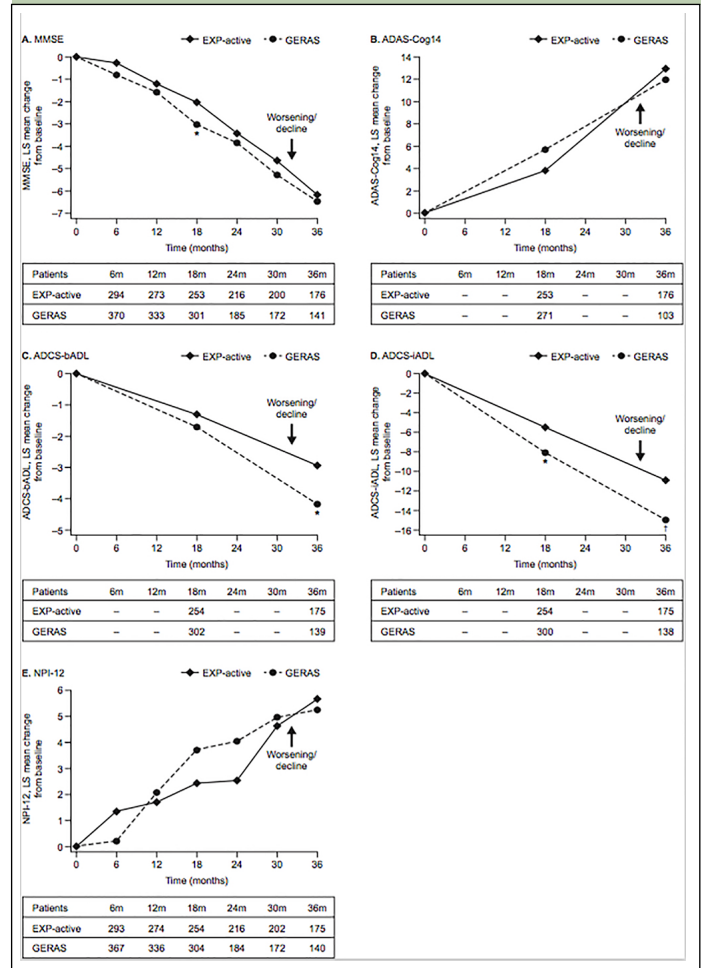 A. MMSE
EXP-active GERAS
MMSE, LS mean change
from baseline
0
–1
–2
–3
–4
–5
–6
–7
*
Worsening/
decline
0 6 12 18 24 30 36
Time (months)
Patients 6m 12m 18m 24m 30m 36m
EXP-active 294 273 253 216 200 176
GERAS 370 333 301 185 172 141
B. ADAS-Cog14
EXP-active GERAS
ADAS-Cog14, LS mean change
from baseline
14
12
10
8
6
4
2
0
Worsening/
decline
0 6 12 18 24 30 36
Time (months)
Patients 6m 12m 18m 24m 30m 36m
EXP-active – – 253 – – 176
GERAS – – 271 – – 103
C. ADCS-bADL
EXP-active GERAS
ADCS-bADL, LS mean change
from baseline
0
–1
–2
–3
–4
–5
Worsening/
decline
*
0 6 12 18 24 30 36
Time (months)
Patients 6m 12m 18m 24m 30m 36m
EXP-active – – 254 – – 175
GERAS – – 302 – – 139
D. ADCS-iADL
EXP-active GERAS
ADCS-iADL, LS mean change
from baseline
0
–2
–4
–6
–8
–10
–12
–14
–16
Worsening/
decline
*
†
0 6 12 18 24 30 36
Time (months)
Patients 6m 12m 18m 24m 30m 36m
EXP-active – – 254 – – 175
GERAS – – 300 – – 138
E. NPI-12
EXP-active GERAS
NPI-12, LS mean change
from baseline
6
5
4
3
2
1
0
Worsening/
decline
0 6 12 18 24 30 36
Time (months)
Patients 6m 12m 18m 24m 30m 36m
EXP-active 293 274 254 216 202 175
GERAS 367 336 304 184 172 140